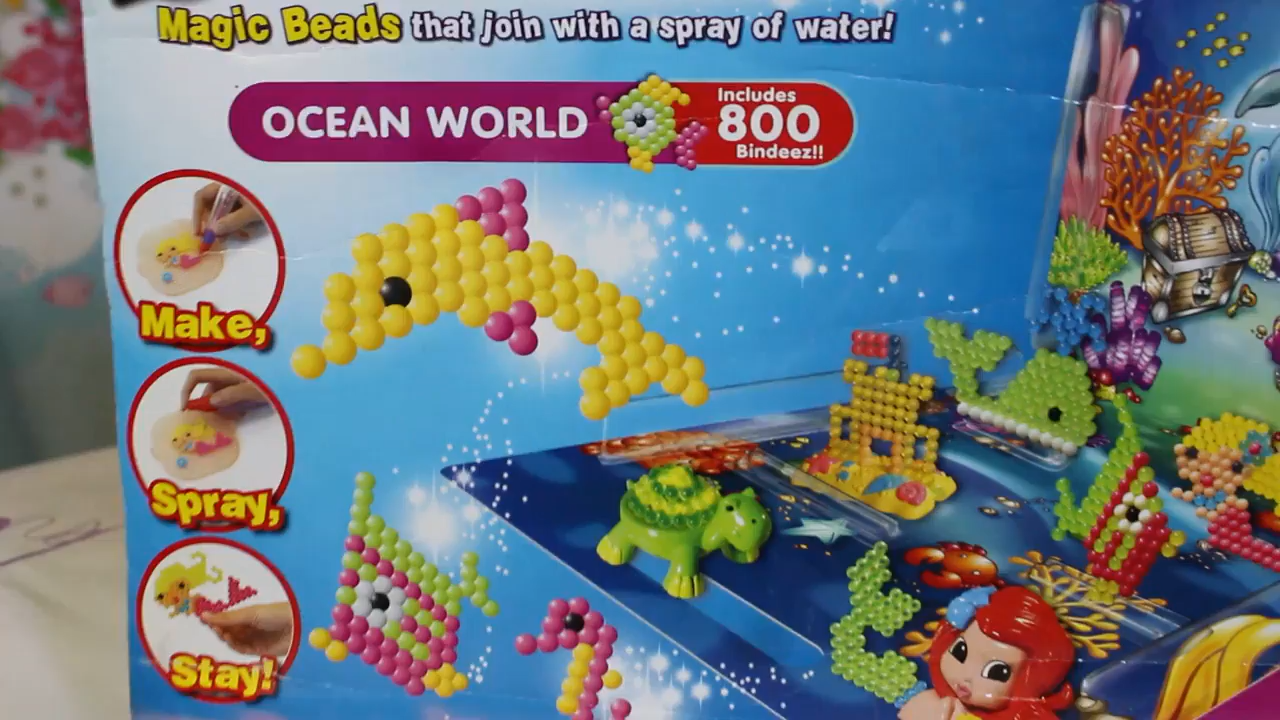 Magic Beads that join with a spray of water!
OCEAN WORLD
Includes
800
Bindeez!!
Make,
Spray,
Stay!